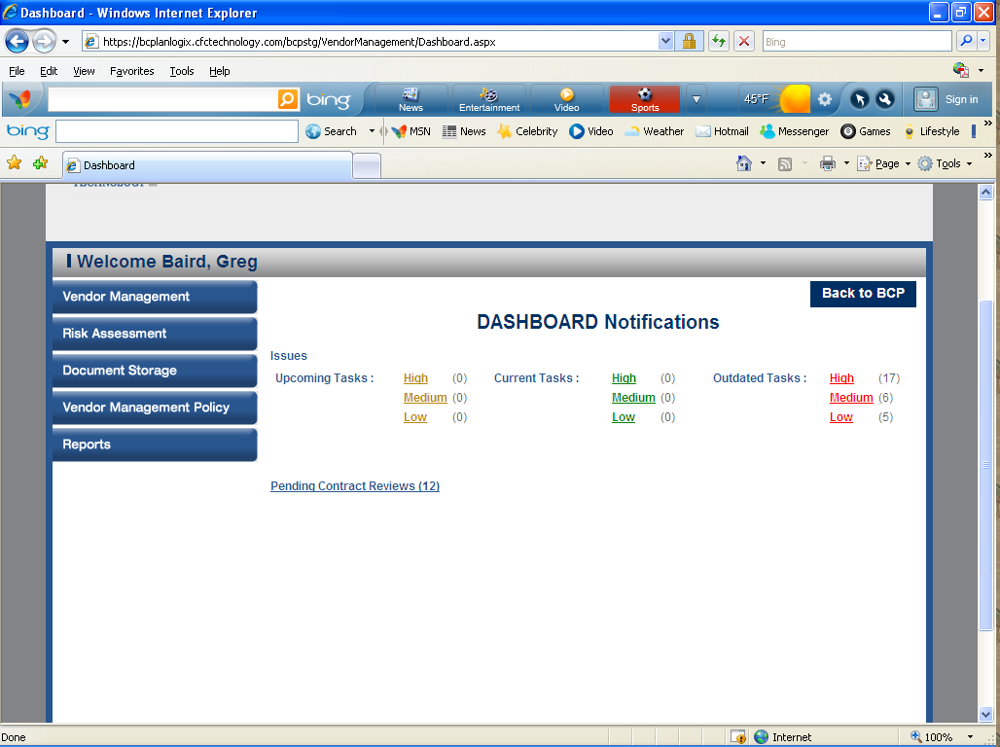 Dashboard - Windows Internet Explorer
https://bcplanlogix.cfctechnology.com/bcpstg/VendorManagement/Dashboard.aspx
Bing
File Edit View Favorites Tools Help
bing News Entertainment Video Sports 45°F Sign in
bing Search MSN News Celebrity Video Weather Hotmail Messenger Games Lifestyle
Dashboard
Page Tools
TECHNOLOGY
Welcome Baird, Greg
Vendor Management
Risk Assessment
Document Storage
Vendor Management Policy
Reports
Back to BCP
DASHBOARD Notifications
Issues
Upcoming Tasks : High (0) Current Tasks : High (0) Outdated Tasks : High (17)
Medium (0) Medium (0) Medium (6)
Low (0) Low (0) Low (5)
Pending Contract Reviews (12)
Done Internet 100%